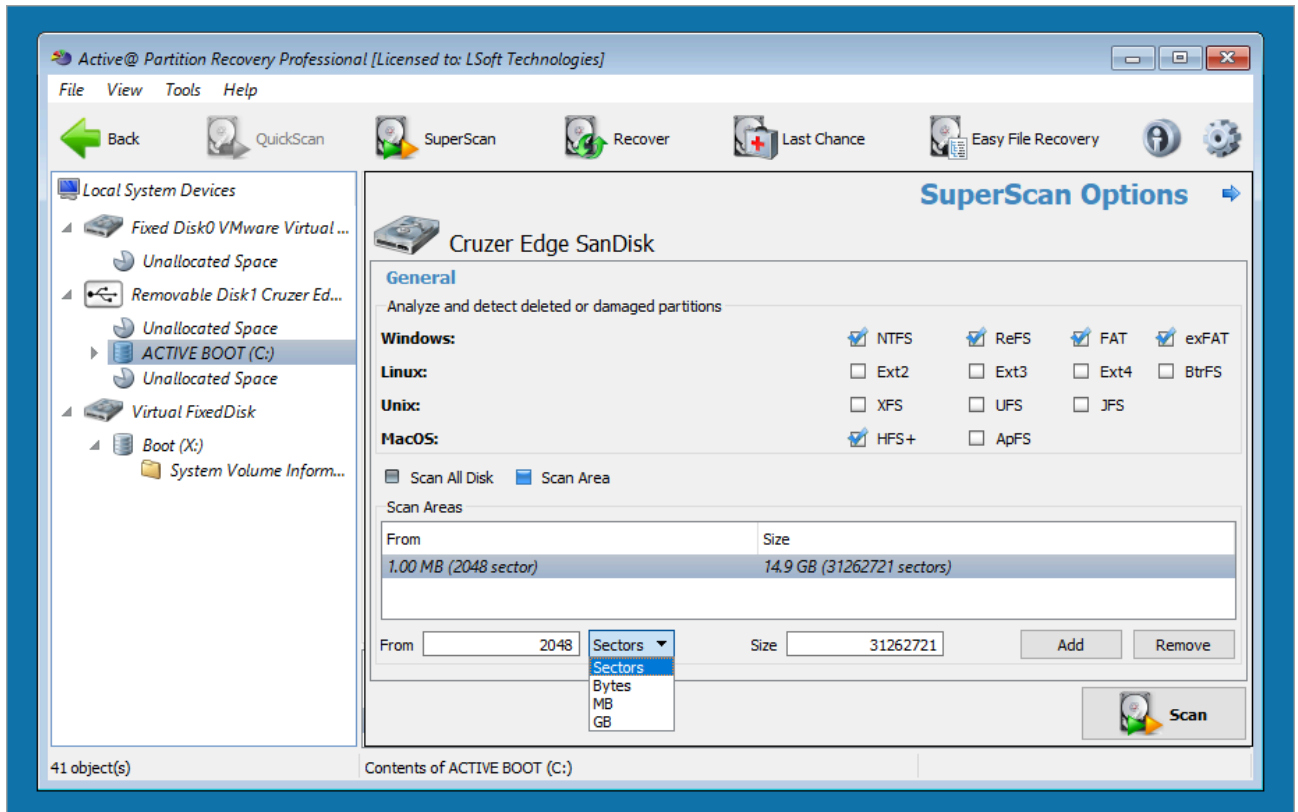 Active@ Partition Recovery Professional [Licensed to: LSoft Technologies]
File View Tools Help
Back QuickScan SuperScan Recover Last Chance Easy File Recovery
Local System Devices
Fixed Disk0 VMware Virtual ...
Unallocated Space
Removable Disk1 Cruzer Ed...
Unallocated Space
ACTIVE BOOT (C:)
Unallocated Space
Virtual FixedDisk
Boot (X:)
System Volume Inform...
SuperScan Options
Cruzer Edge SanDisk
General
Analyze and detect deleted or damaged partitions
Windows: NTFS ReFS FAT exFAT
Linux: Ext2 Ext3 Ext4 BtrFS
Unix: XFS UFS JFS
MacOS: HFS+ ApFS
Scan All Disk Scan Area
Scan Areas
From Size
1.00 MB (2048 sector) 14.9 GB (31262721 sectors)
From 2048 Sectors Size 31262721 Add Remove
Sectors
Bytes
MB
GB
Scan
41 object(s) Contents of ACTIVE BOOT (C:)